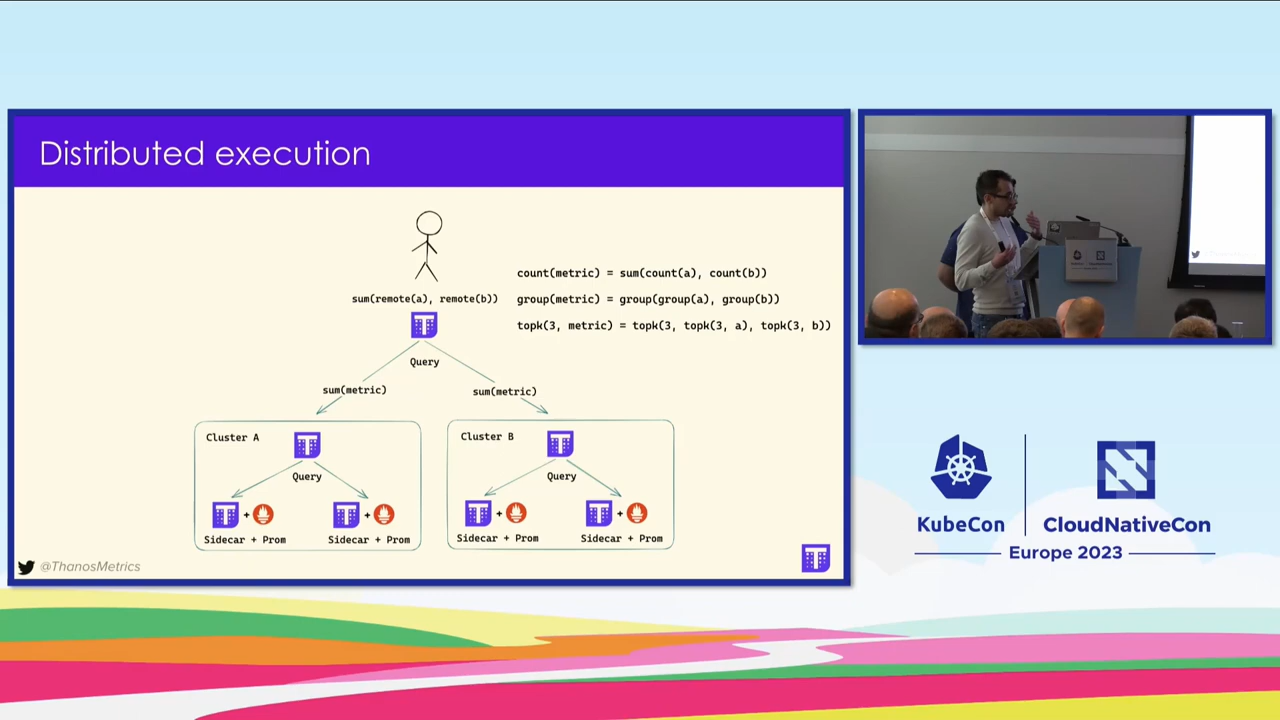 Distributed execution
count(metric) = sum(count(a), count(b))
sum(remote(a), remote(b))
group(metric) = group(group(a), group(b))
topk(3, metric) = topk(3, topk(3, a), topk(3, b))
Query
sum(metric)
sum(metric)
Cluster A
Query
Sidecar + Prom
Sidecar + Prom
Cluster B
Query
Sidecar + Prom
Sidecar + Prom
@ThanosMetrics
KubeCon
CloudNativeCon
Europe 2023